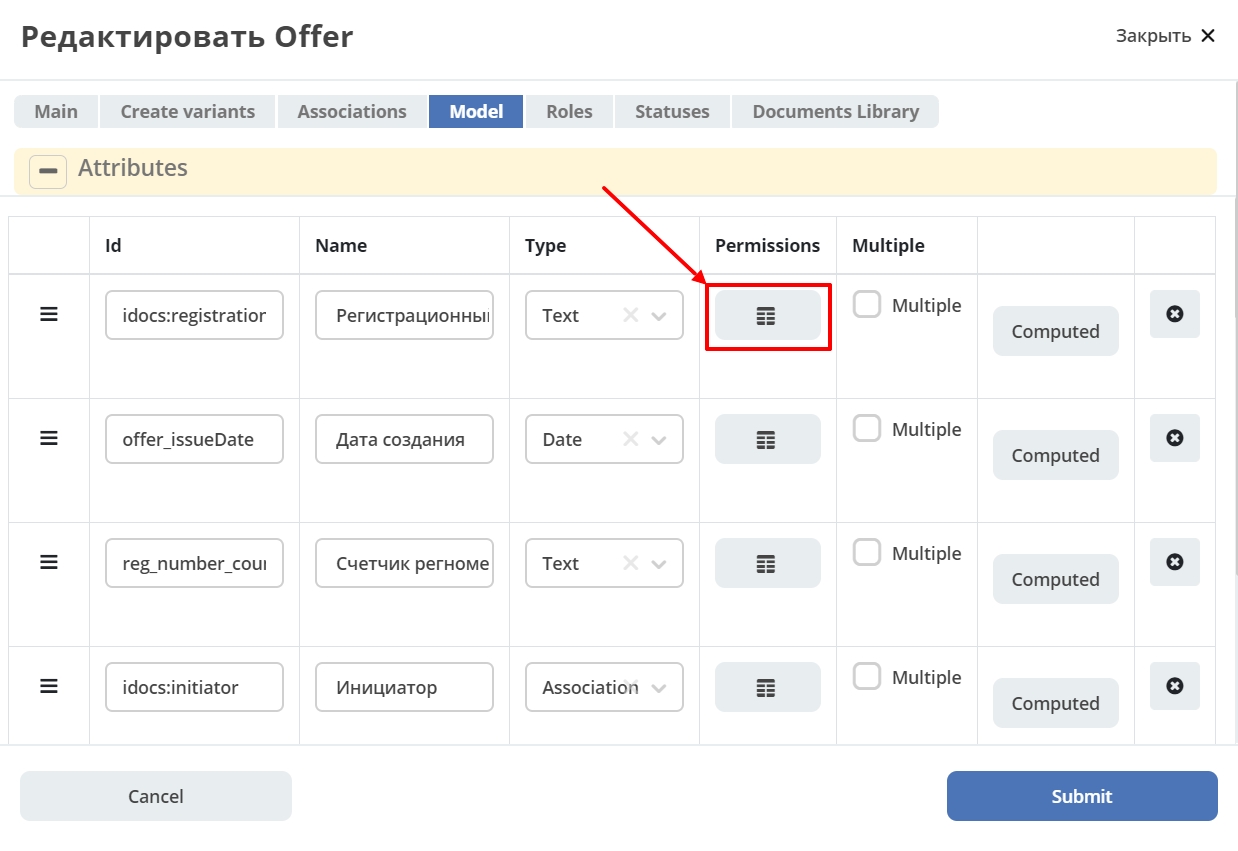 Редактировать Offer
Закрыть
Main Create variants Associations Model Roles Statuses Documents Library
Attributes
Id Name Type Permissions Multiple
idocs:registration Регистрационны Text Multiple Computed
offer_issueDate Дата создания Date Multiple Computed
reg_number_cou Счетчик регноме Text Multiple Computed
idocs:initiator Инициатор Association Multiple Computed
Cancel Submit